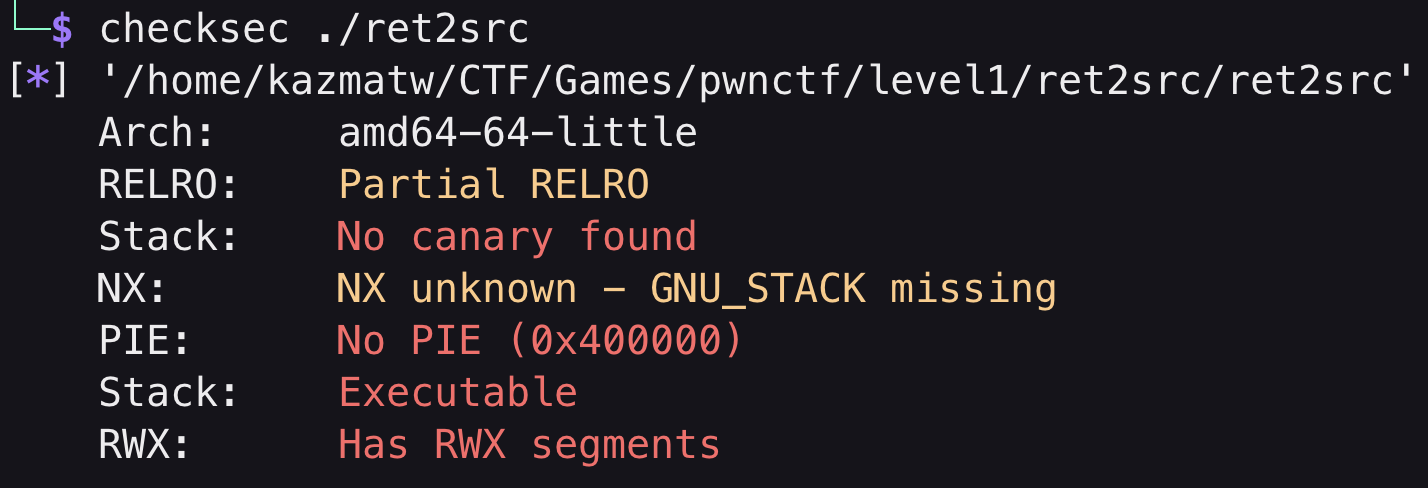 └─$ checksec ./ret2src
[*] '/home/kazmatw/CTF/Games/pwnctf/level1/ret2src/ret2src'
Arch: amd64-64-little
RELRO: Partial RELRO
Stack: No canary found
NX: NX unknown - GNU_STACK missing
PIE: No PIE (0x400000)
Stack: Executable
RWX: Has RWX segments